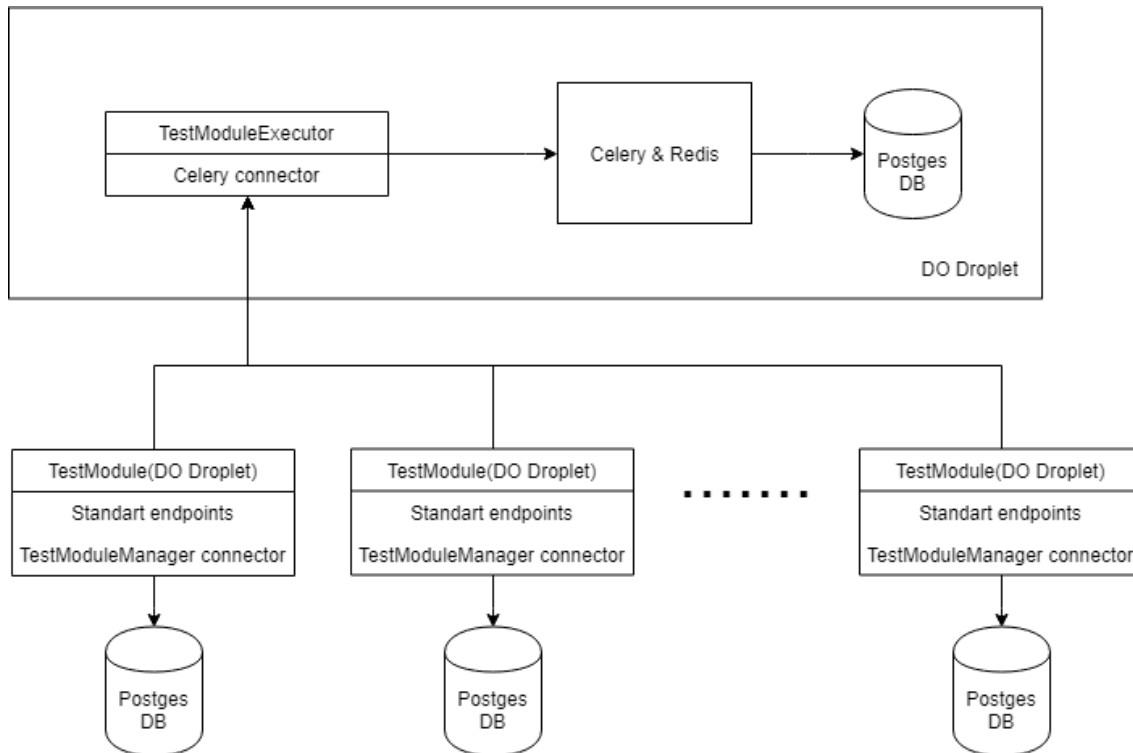 TestModuleExecutor
Celery connector
Celery & Redis
Postges
DB
DO Droplet
TestModule(DO Droplet)
Standart endpoints
TestModuleManager connector
Postges
DB
TestModule(DO Droplet)
Standart endpoints
TestModuleManager connector
Postges
DB
TestModule(DO Droplet)
Standart endpoints
TestModuleManager connector
Postges
DB